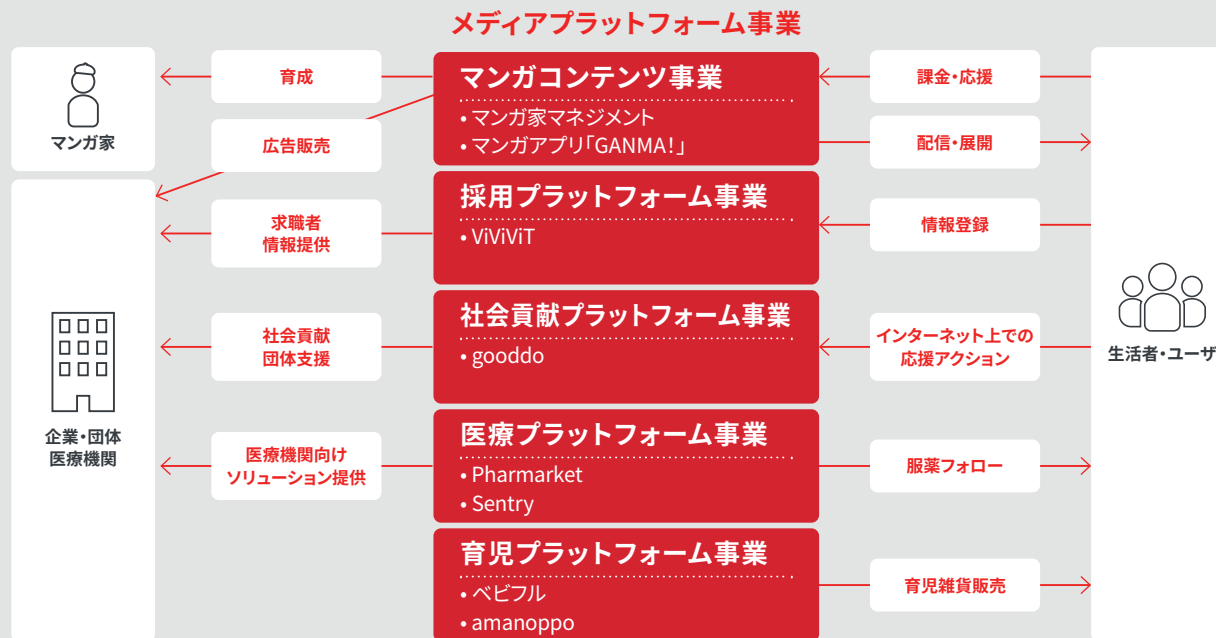 メディアプラットフォーム事業
マンガ家
育成
広告販売
マンガコンテンツ事業
• マンガ家マネジメント
• マンガアプリ「GANMA!」
課金・応援
配信・展開
求職者
情報提供
採用プラットフォーム事業
• ViViViT
情報登録
社会貢献
団体支援
社会貢献プラットフォーム事業
• gooddo
インターネット上での
応援アクション
生活者・ユーザ
企業・団体
医療機関
医療機関向け
ソリューション提供
医療プラットフォーム事業
• Pharmarket
• Sentry
服薬フォロー
育児プラットフォーム事業
• ベビフル
• amanoppo
育児雑貨販売